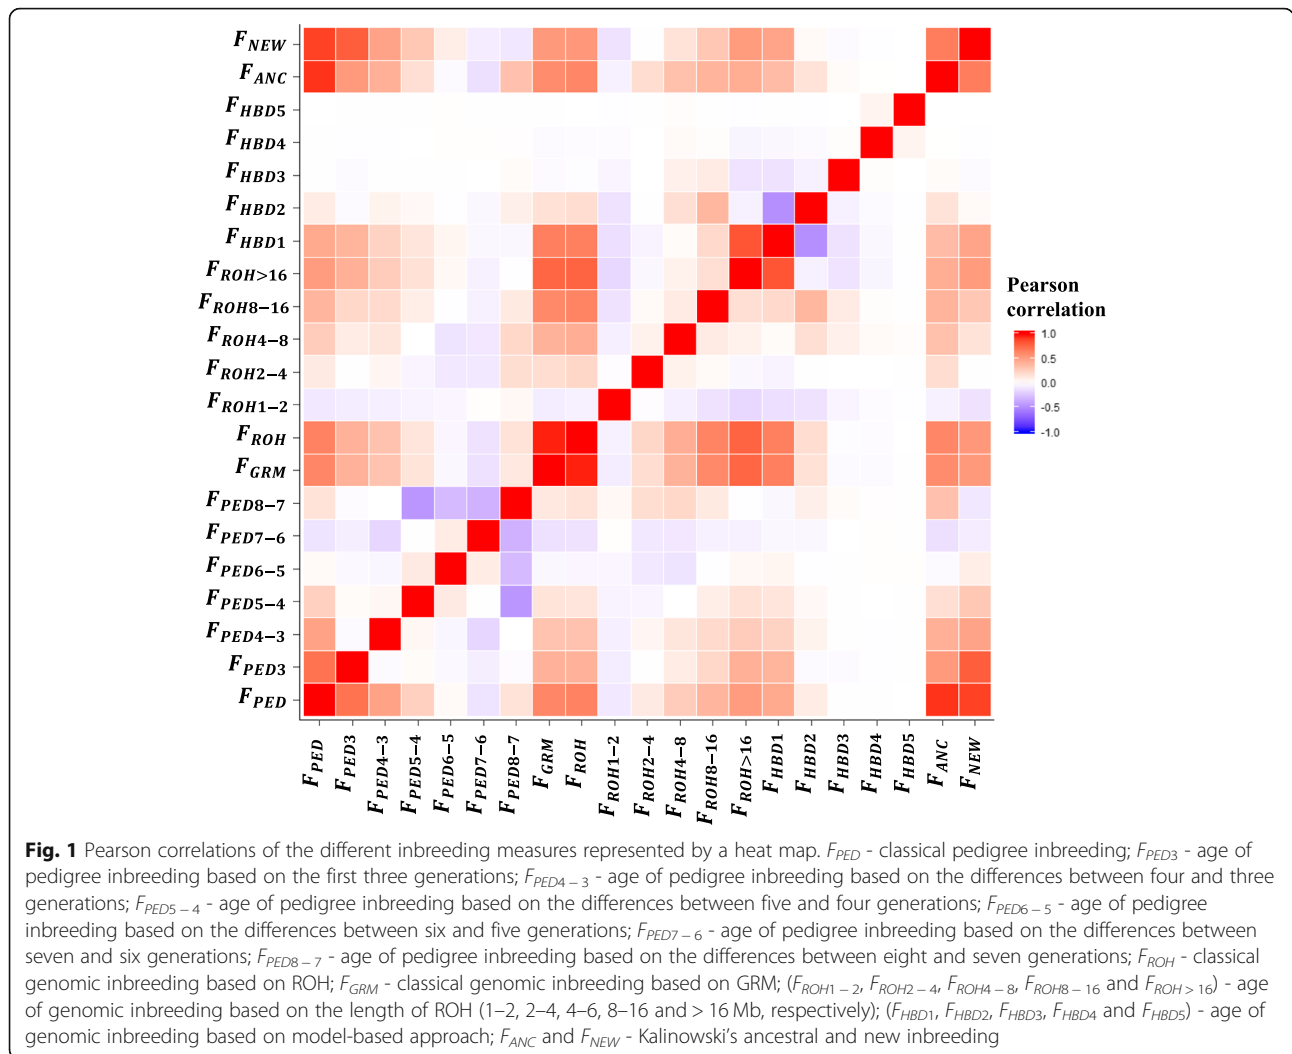 F_NEW
F_ANC
F_HBD5
F_HBD4
F_HBD3
F_HBD2
F_HBD1
F_ROH>16
F_ROH8−16
F_ROH4−8
F_ROH2−4
F_ROH1−2
F_ROH
F_GRM
F_PED8−7
F_PED7−6
F_PED6−5
F_PED5−4
F_PED4−3
F_PED3
F_PED
F_PED
F_PED3
F_PED4−3
F_PED5−4
F_PED6−5
F_PED7−6
F_PED8−7
F_GRM
F_ROH
F_ROH1−2
F_ROH2−4
F_ROH4−8
F_ROH8−16
F_ROH>16
F_HBD1
F_HBD2
F_HBD3
F_HBD4
F_HBD5
F_ANC
F_NEW
Pearson
correlation
1.0
0.5
0.0
-0.5
-1.0
Fig. 1 Pearson correlations of the different inbreeding measures represented by a heat map. F_PED - classical pedigree inbreeding; F_PED3 - age of
pedigree inbreeding based on the first three generations; F_PED4 − 3 - age of pedigree inbreeding based on the differences between four and three
generations; F_PED5 − 4 - age of pedigree inbreeding based on the differences between five and four generations; F_PED6 − 5 - age of pedigree
inbreeding based on the differences between six and five generations; F_PED7 − 6 - age of pedigree inbreeding based on the differences between
seven and six generations; F_PED8 − 7 - age of pedigree inbreeding based on the differences between eight and seven generations; F_ROH - classical
genomic inbreeding based on ROH; F_GRM - classical genomic inbreeding based on GRM; (F_ROH1 − 2, F_ROH2 − 4, F_ROH4 − 8, F_ROH8 − 16 and F_ROH > 16) - age
of genomic inbreeding based on the length of ROH (1–2, 2–4, 4–6, 8–16 and > 16 Mb, respectively); (F_HBD1, F_HBD2, F_HBD3, F_HBD4 and F_HBD5) - age of
genomic inbreeding based on model-based approach; F_ANC and F_NEW - Kalinowski's ancestral and new inbreeding